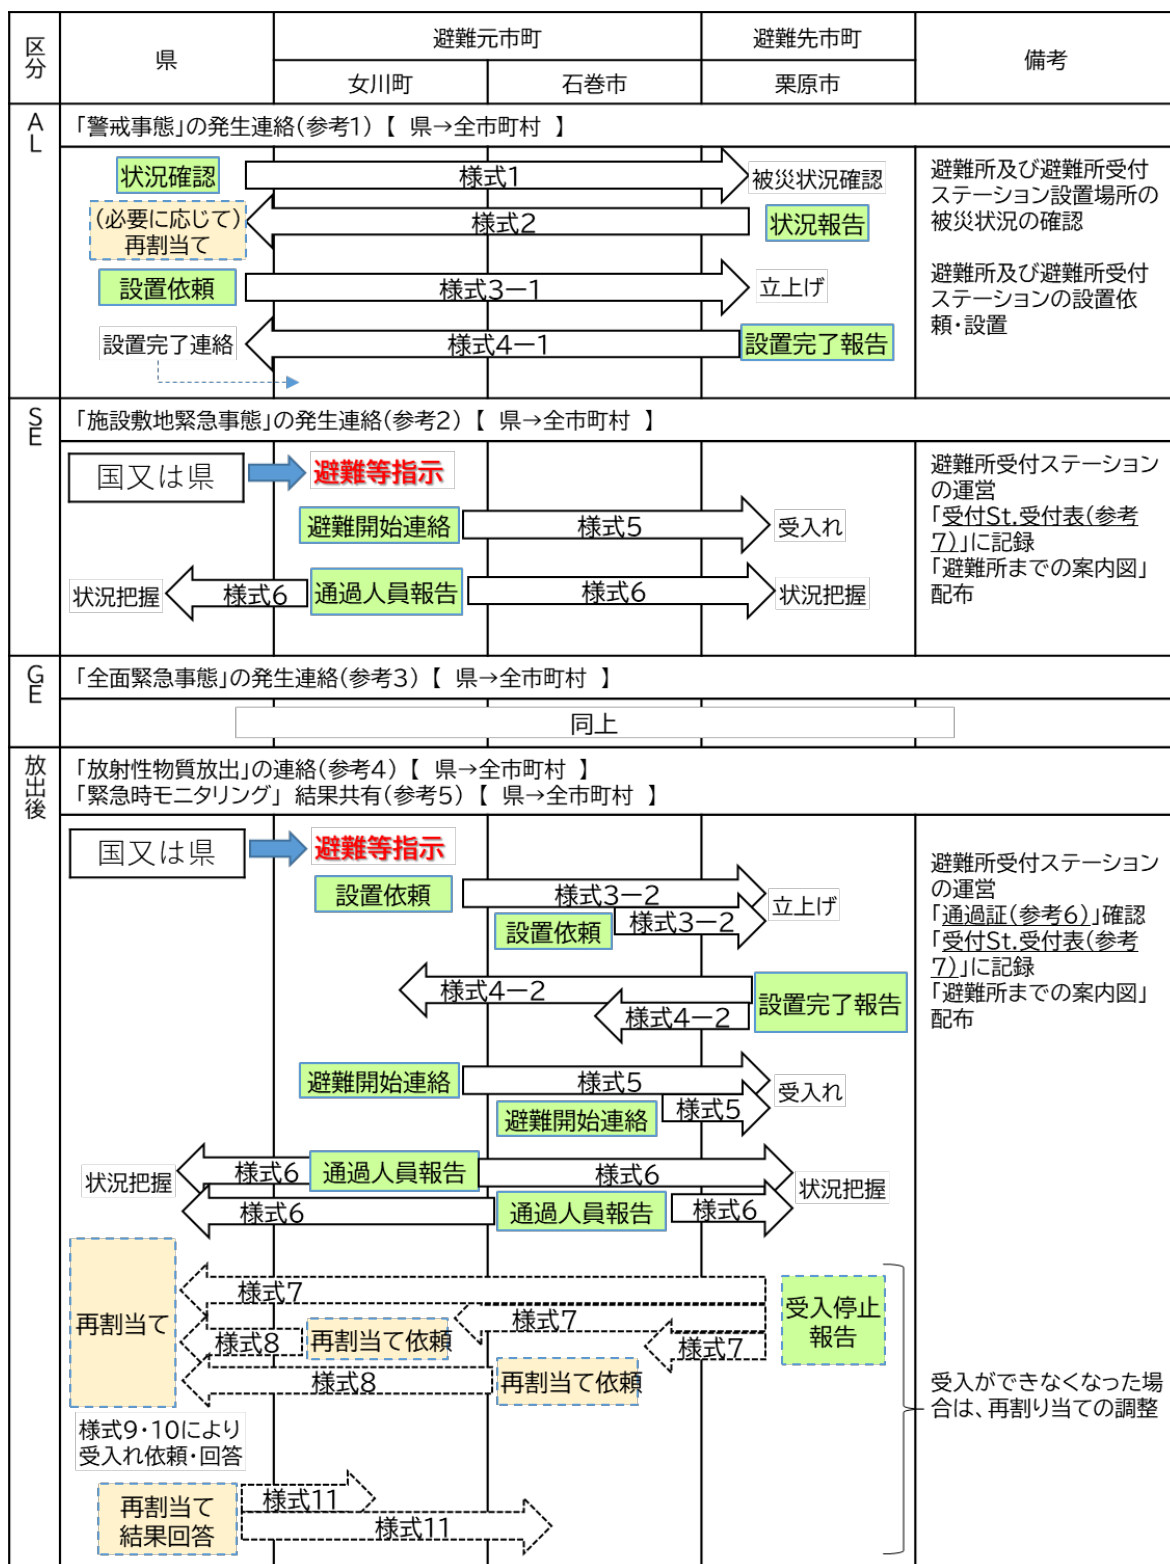 区分
県
避難元市町
避難先市町
備考
女川町
石巻市
栗原市
AL
「警戒事態」の発生連絡(参考1)【 県→全市町村 】
状況確認
様式1
被災状況確認
(必要に応じて)
再割当て
様式2
状況報告
設置依頼
様式3ー1
立上げ
設置完了連絡
様式4ー1
設置完了報告
避難所及び避難所受付
ステーション設置場所の
被災状況の確認
避難所及び避難所受付
ステーションの設置依
頼・設置
SE
「施設敷地緊急事態」の発生連絡(参考2)【 県→全市町村 】
国又は県
避難等指示
避難開始連絡
様式5
受入れ
状況把握
様式6
通過人員報告
様式6
状況把握
避難所受付ステーション
の運営
「受付St.受付表(参考
7)」に記録
「避難所までの案内図」
配布
GE
「全面緊急事態」の発生連絡(参考3)【 県→全市町村 】
同上
放出後
「放射性物質放出」の連絡(参考4)【 県→全市町村 】
「緊急時モニタリング」 結果共有(参考5)【 県→全市町村 】
国又は県
避難等指示
設置依頼
様式3ー2
立上げ
設置依頼
様式3ー2
様式4ー2
設置完了報告
様式4ー2
避難開始連絡
様式5
受入れ
避難開始連絡
様式5
状況把握
様式6
通過人員報告
様式6
状況把握
様式6
通過人員報告
様式6
避難所受付ステーション
の運営
「通過証(参考6)」確認
「受付St.受付表(参考
7)」に記録
「避難所までの案内図」
配布
再割当て
様式7
受入停止
報告
様式7
様式8
再割当て依頼
様式7
様式8
再割当て依頼
様式9・10により
受入れ依頼・回答
再割当て
結果回答
様式11
様式11
受入ができなくなった場
合は、再割り当ての調整